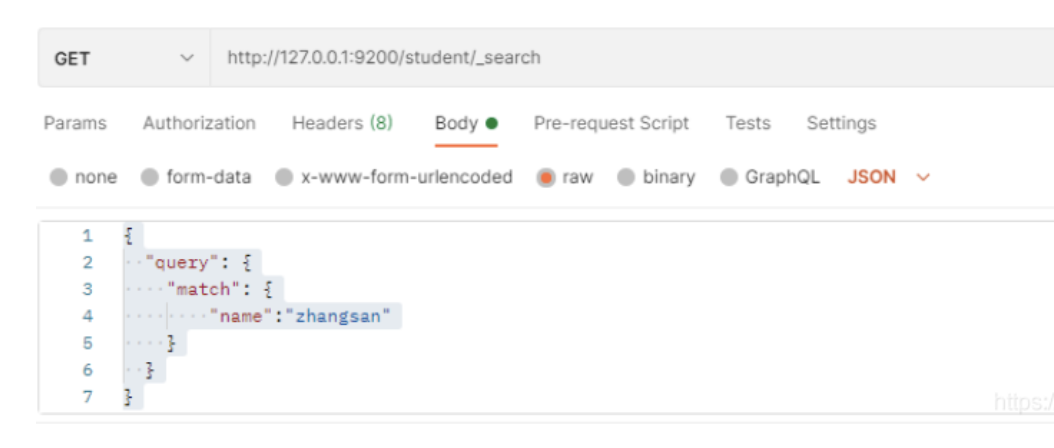 GET http://127.0.0.1:9200/student/_search
Params Authorization Headers (8) Body Pre-request Script Tests Settings
none form-data x-www-form-urlencoded raw binary GraphQL JSON
1 {
2 "query": {
3 "match": {
4 "name":"zhangsan"
5 }
6 }
7 }
https:/